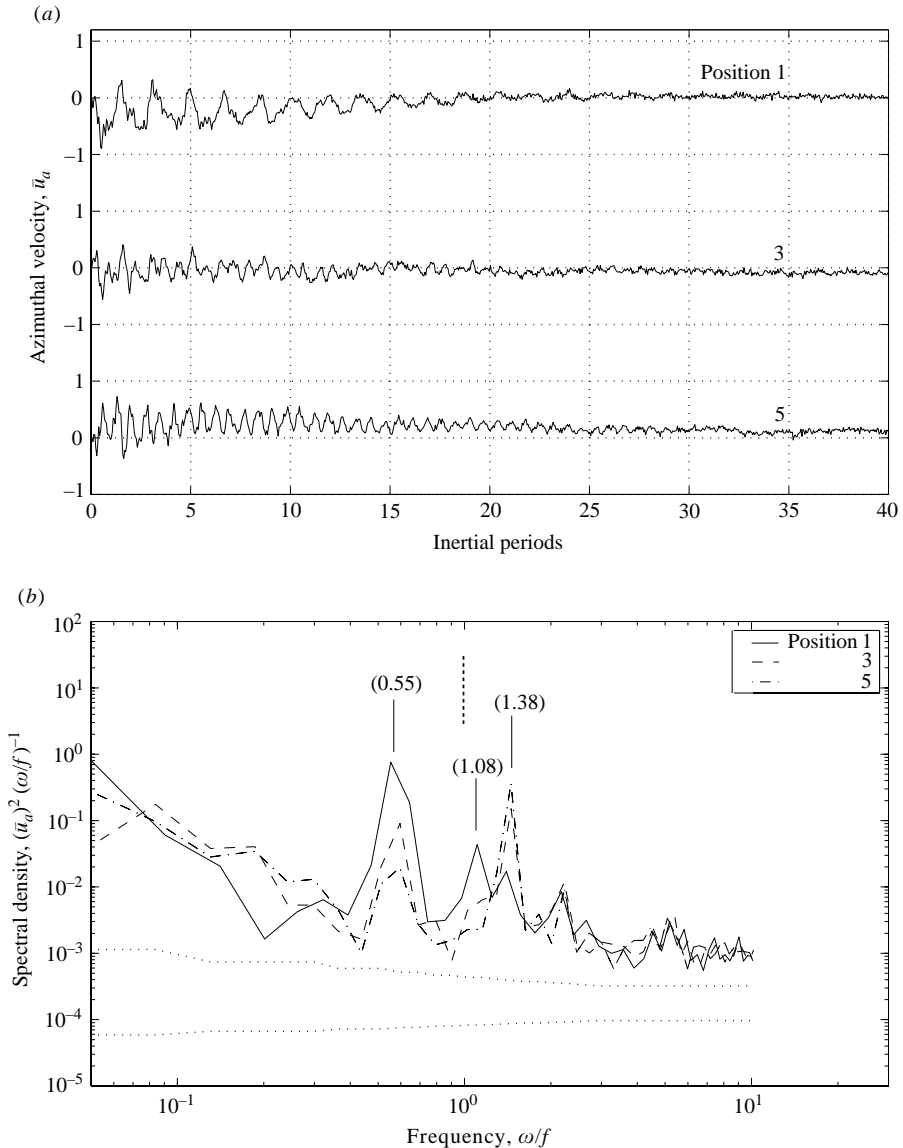 (a)
1
Position 1
0
–1
1
3
0
–1
1
5
0
–1
Azimuthal velocity, ū_a
0 5 10 15 20 25 30 35 40
Inertial periods
(b)
10^2
10^1
10^0
10^–1
10^–2
10^–3
10^–4
10^–5
Spectral density, (ū_a)^2 (ω/f)^–1
Position 1
3
5
(0.55)
(1.38)
(1.08)
10^–1 10^0 10^1
Frequency, ω/f